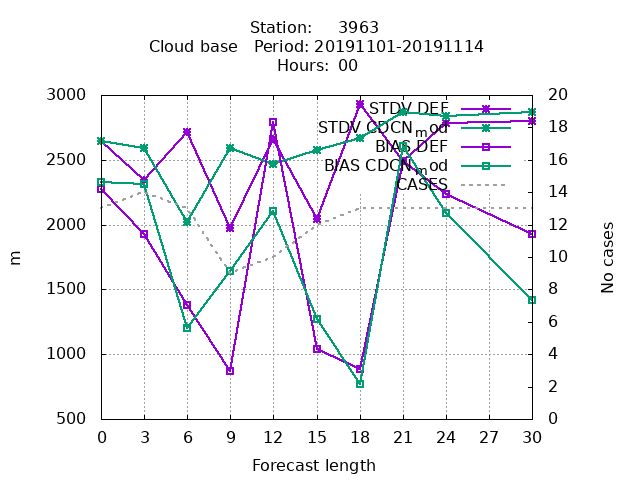 Station: 3963
Cloud base Period: 20191101-20191114
Hours: 00
3000
2500
2000
1500
1000
500
m
20
18
16
14
12
10
8
6
4
2
0
No cases
STDV DEF
STDV CDCN_mod
BIAS DEF
BIAS CDCN_mod
CASES
0 3 6 9 12 15 18 21 24 27 30
Forecast length